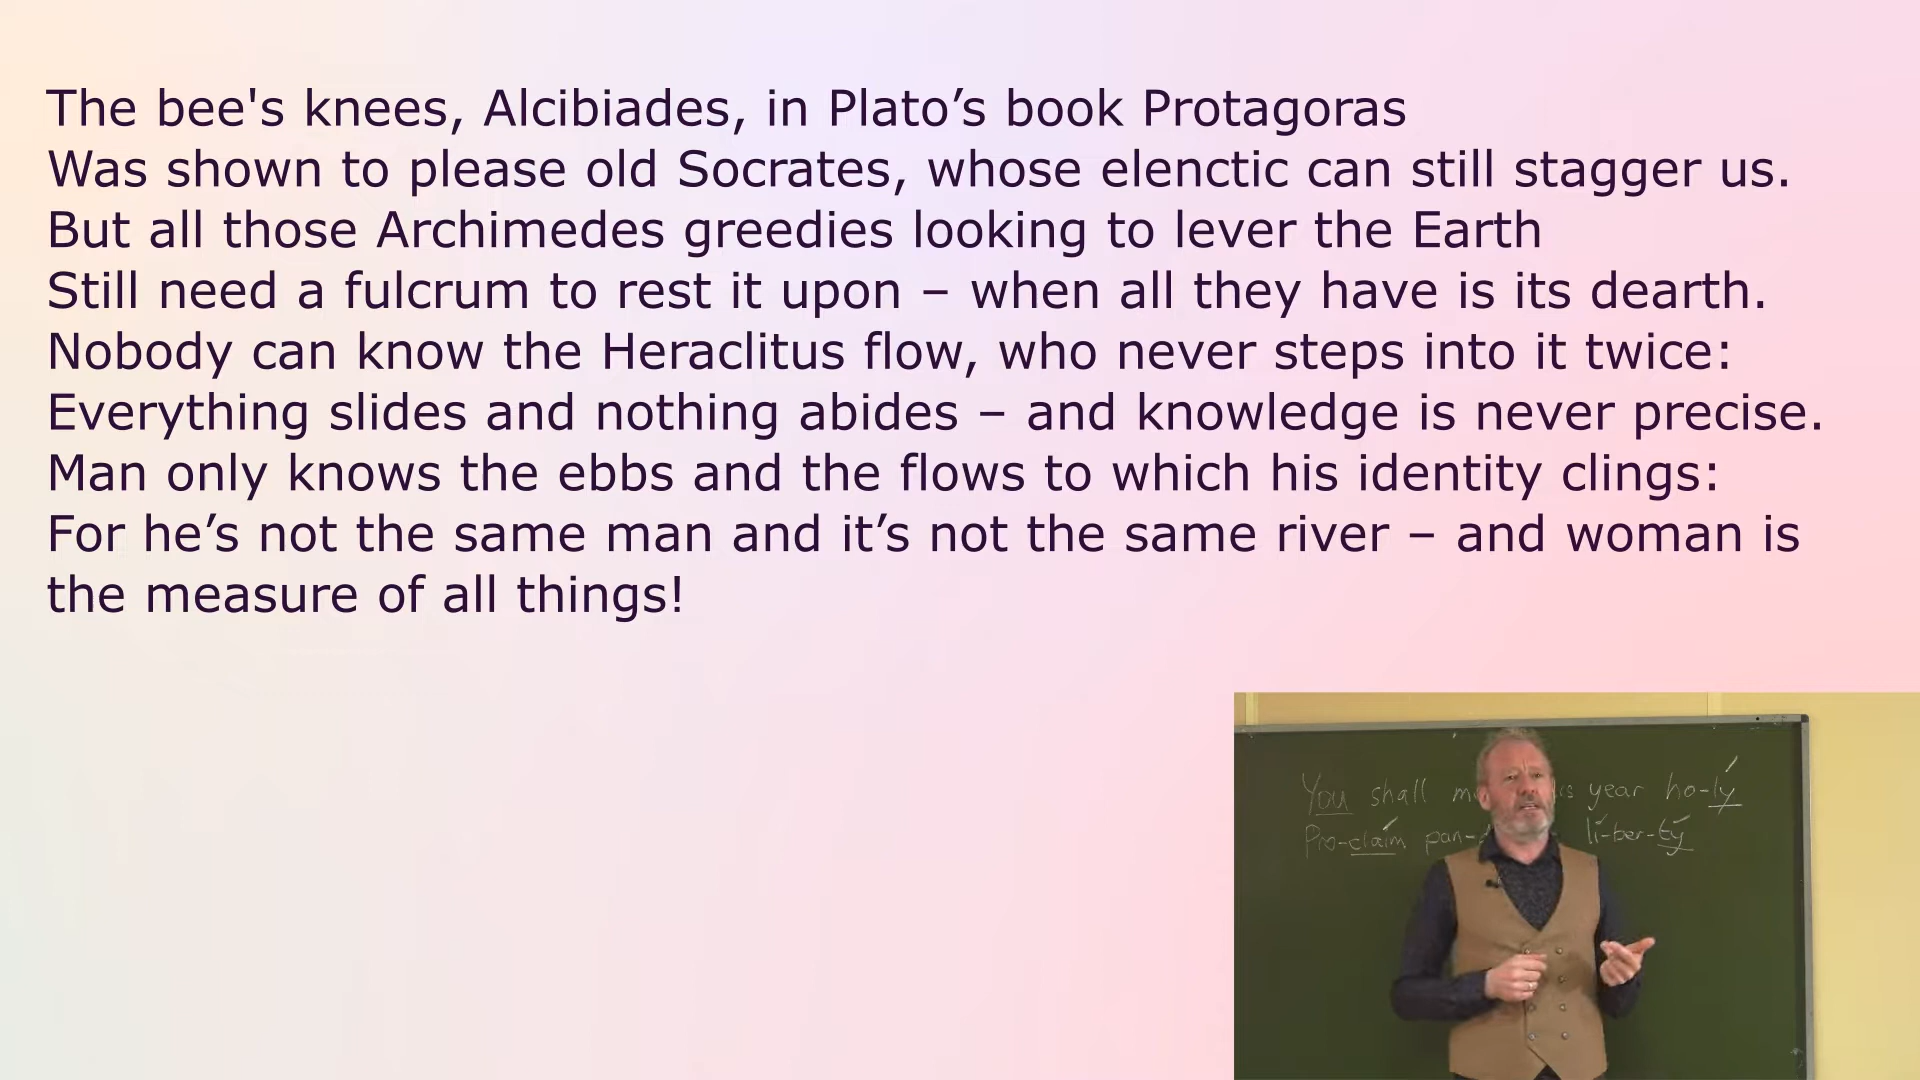 The bee's knees, Alcibiades, in Plato’s book Protagoras
Was shown to please old Socrates, whose elenctic can still stagger us.
But all those Archimedes greedies looking to lever the Earth
Still need a fulcrum to rest it upon – when all they have is its dearth.
Nobody can know the Heraclitus flow, who never steps into it twice:
Everything slides and nothing abides – and knowledge is never precise.
Man only knows the ebbs and the flows to which his identity clings:
For he’s not the same man and it’s not the same river – and woman is
the measure of all things!
You shall year ho-ly
Pro-claim pan- li-ber-ty